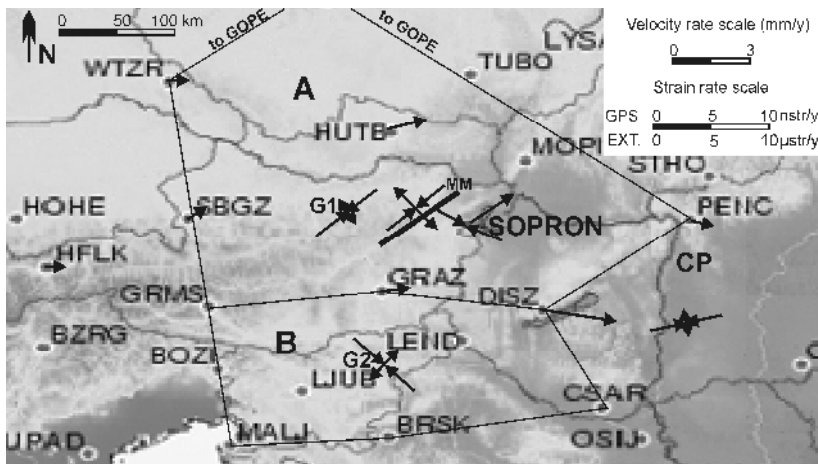 0 50 100 km
N
to GOPE
to GOPE
LYSA
Velocity rate scale (mm/y)
0 3
Strain rate scale
GPS 0 5 10 nstr/y
EXT. 0 5 10 µstr/y
WTZR
A
TUBO
HUTB
MOPI
STHO
HOHE
SBGZ
G1
MM
SOPRON
PENC
HFLK
CP
GRMS
GRAZ
DISZ
BZRG
BOZI
B
G2
LEND
LJUB
CSAR
UPAD
MALJ
BRSK
OSIJ